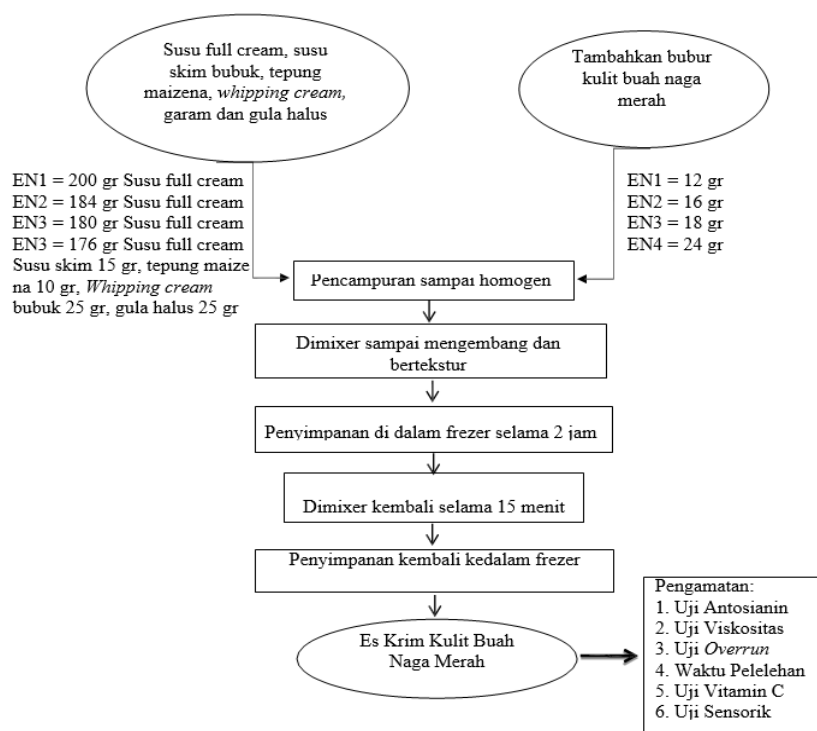 Susu full cream, susu
skim bubuk, tepung
maizena, whipping cream,
garam dan gula halus
Tambahkan bubur
kulit buah naga
merah
EN1 = 200 gr Susu full cream
EN2 = 184 gr Susu full cream
EN3 = 180 gr Susu full cream
EN3 = 176 gr Susu full cream
Susu skim 15 gr, tepung maize
na 10 gr, Whipping cream
bubuk 25 gr, gula halus 25 gr
EN1 = 12 gr
EN2 = 16 gr
EN3 = 18 gr
EN4 = 24 gr
Pencampuran sampai homogen
Dimixer sampai mengembang dan
bertekstur
Penyimpanan di dalam frezer selama 2 jam
Dimixer kembali selama 15 menit
Penyimpanan kembali kedalam frezer
Es Krim Kulit Buah
Naga Merah
Pengamatan:
1. Uji Antosianin
2. Uji Viskositas
3. Uji Overrun
4. Waktu Pelelehan
5. Uji Vitamin C
6. Uji Sensorik